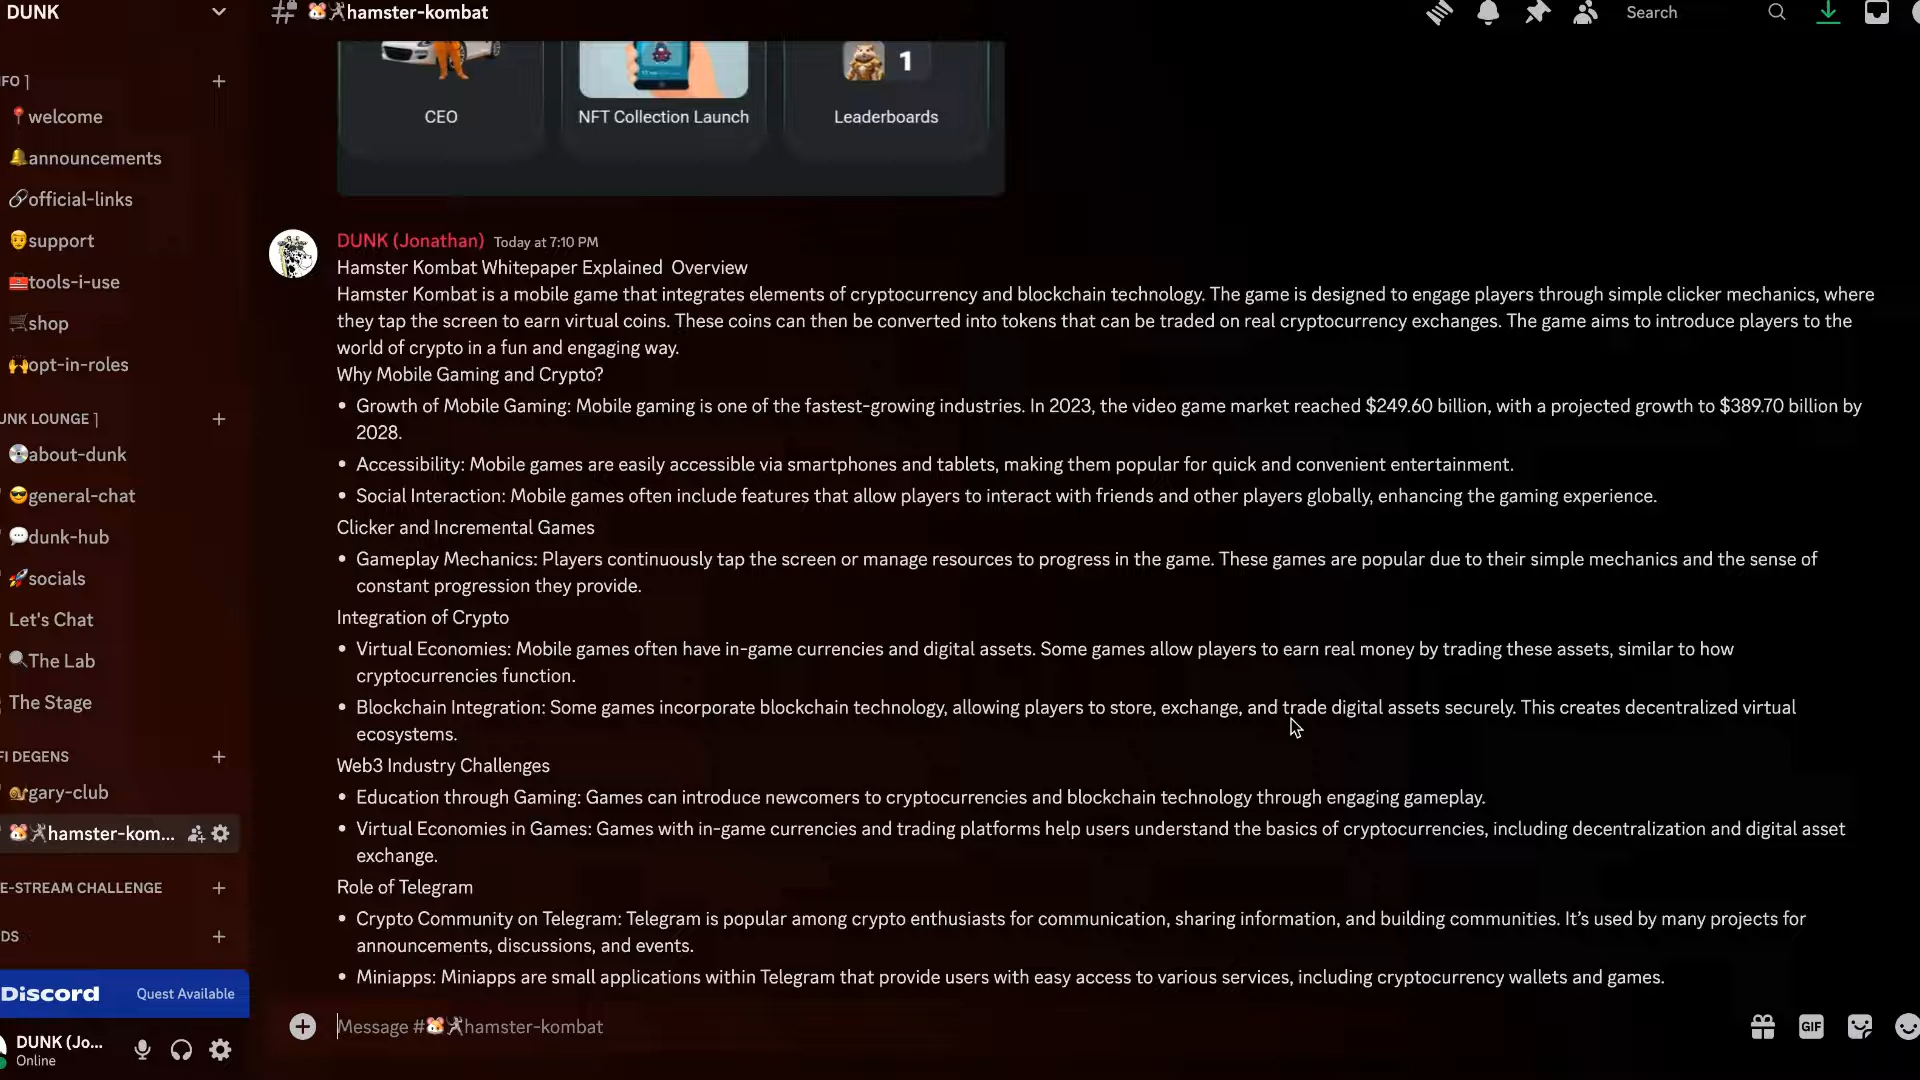 DUNK
hamster-kombat
Search
FO ]
welcome
announcements
official-links
support
tools-i-use
shop
opt-in-roles
UNK LOUNGE ]
about-dunk
general-chat
dunk-hub
socials
Let's Chat
The Lab
The Stage
FI DEGENS
gary-club
hamster-kom...
E-STREAM CHALLENGE
DS
Discord
Quest Available
DUNK (Jo...
Online
1
CEO
NFT Collection Launch
Leaderboards
DUNK (Jonathan) Today at 7:10 PM
Hamster Kombat Whitepaper Explained Overview
Hamster Kombat is a mobile game that integrates elements of cryptocurrency and blockchain technology. The game is designed to engage players through simple clicker mechanics, where
they tap the screen to earn virtual coins. These coins can then be converted into tokens that can be traded on real cryptocurrency exchanges. The game aims to introduce players to the
world of crypto in a fun and engaging way.
Why Mobile Gaming and Crypto?
• Growth of Mobile Gaming: Mobile gaming is one of the fastest-growing industries. In 2023, the video game market reached $249.60 billion, with a projected growth to $389.70 billion by
2028.
• Accessibility: Mobile games are easily accessible via smartphones and tablets, making them popular for quick and convenient entertainment.
• Social Interaction: Mobile games often include features that allow players to interact with friends and other players globally, enhancing the gaming experience.
Clicker and Incremental Games
• Gameplay Mechanics: Players continuously tap the screen or manage resources to progress in the game. These games are popular due to their simple mechanics and the sense of
constant progression they provide.
Integration of Crypto
• Virtual Economies: Mobile games often have in-game currencies and digital assets. Some games allow players to earn real money by trading these assets, similar to how
cryptocurrencies function.
• Blockchain Integration: Some games incorporate blockchain technology, allowing players to store, exchange, and trade digital assets securely. This creates decentralized virtual
ecosystems.
Web3 Industry Challenges
• Education through Gaming: Games can introduce newcomers to cryptocurrencies and blockchain technology through engaging gameplay.
• Virtual Economies in Games: Games with in-game currencies and trading platforms help users understand the basics of cryptocurrencies, including decentralization and digital asset
exchange.
Role of Telegram
• Crypto Community on Telegram: Telegram is popular among crypto enthusiasts for communication, sharing information, and building communities. It's used by many projects for
announcements, discussions, and events.
• Miniapps: Miniapps are small applications within Telegram that provide users with easy access to various services, including cryptocurrency wallets and games.
Message #hamster-kombat
GIF